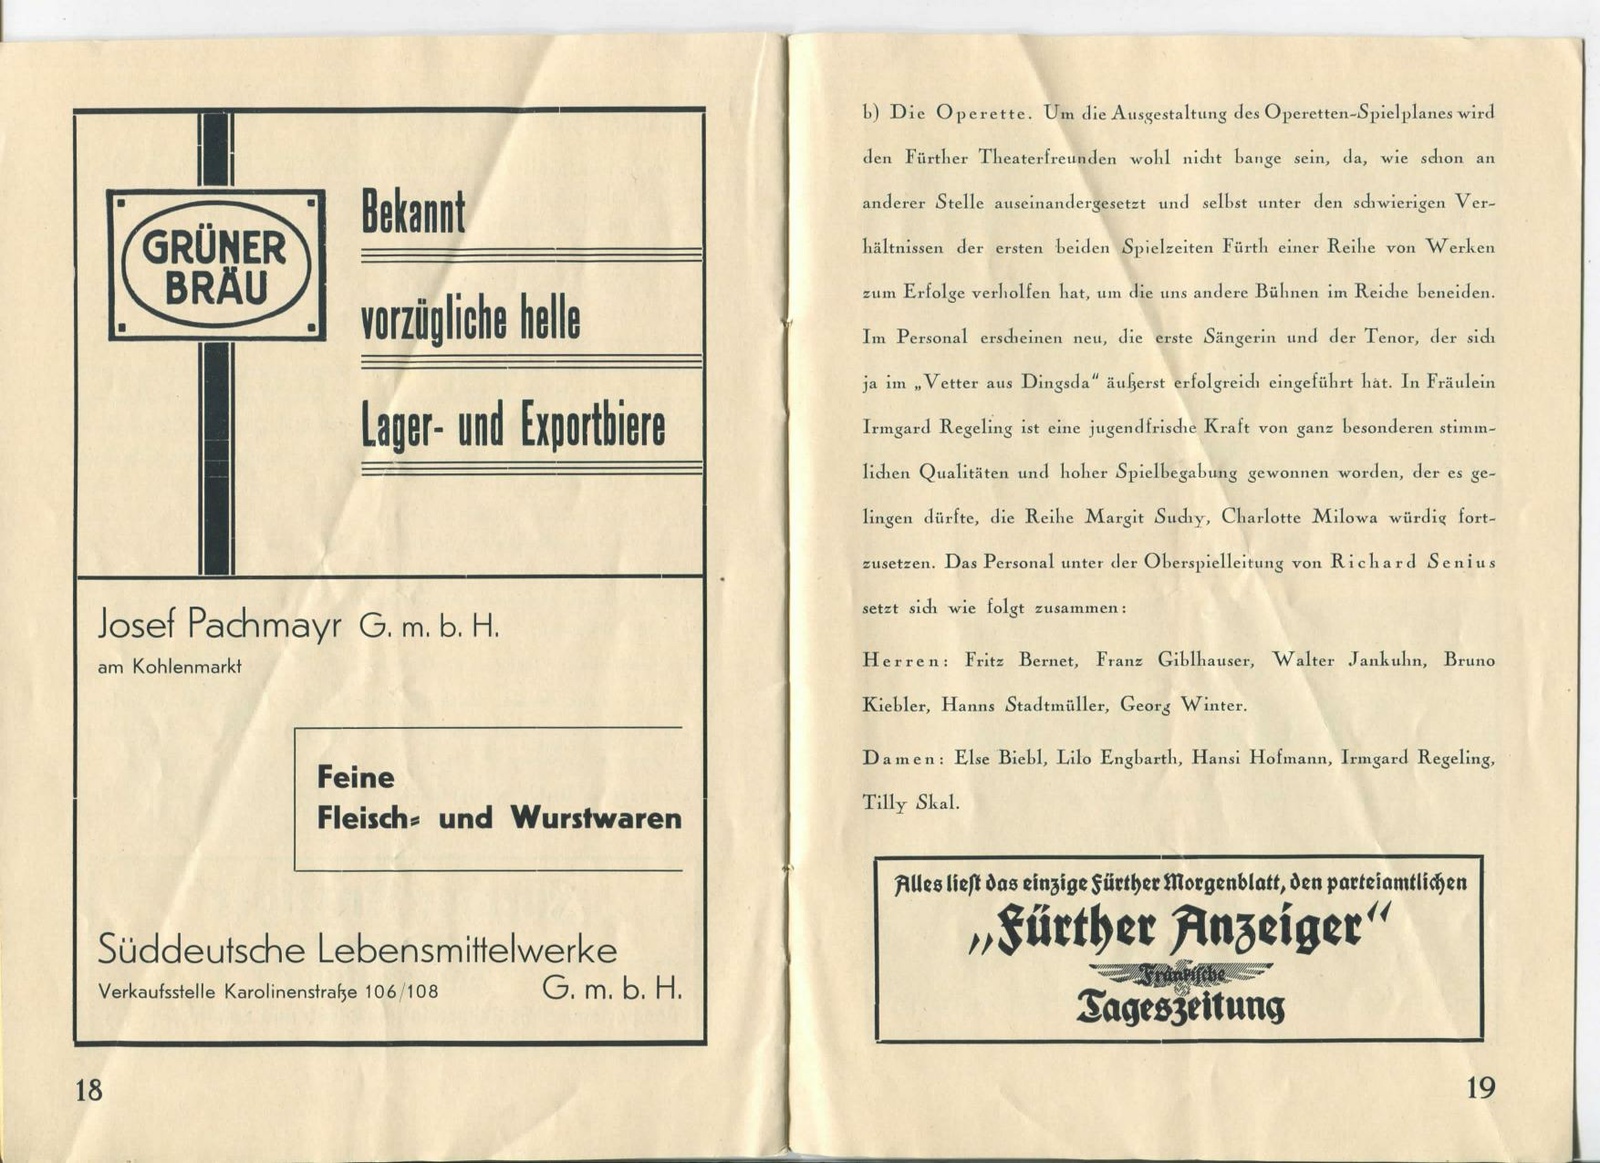 GRÜNER
BRÄU
Bekannt
vorzügliche helle
Lager- und Exportbiere
Josef Pachmayr G. m. b. H.
am Kohlenmarkt
Feine
Fleisch- und Wurstwaren
Süddeutsche Lebensmittelwerke
G. m. b. H.
Verkaufsstelle Karolinenstraße 106/108
18
b) Die Operette. Um die Ausgestaltung des Operetten-Spielplanes wird
den Fürther Theaterfreunden wohl nicht bange sein, da, wie schon an
anderer Stelle auseinandergesetzt und selbst unter den schwierigen Ver-
hältnissen der ersten beiden Spielzeiten Fürth einer Reihe von Werken
zum Erfolge verholfen hat, um die uns andere Bühnen im Reiche beneiden.
Im Personal erscheinen neu, die erste Sängerin und der Tenor, der sich
ja im „Vetter aus Dingsda“ äußerst erfolgreich eingeführt hat. In Fräulein
Irmgard Regeling ist eine jugendfrische Kraft von ganz besonderen stimm-
lichen Qualitäten und hoher Spielbegabung gewonnen worden, der es ge-
lingen dürfte, die Reihe Margit Suchy, Charlotte Milowa würdig fort-
zusetzen. Das Personal unter der Oberspielleitung von Richard Senius
setzt sich wie folgt zusammen:
Herren: Fritz Bernet, Franz Giblhauser, Walter Jankuhn, Bruno
Kiebler, Hanns Stadtmüller, Georg Winter.
Damen: Else Biebl, Lilo Engbarth, Hansi Hofmann, Irmgard Regeling,
Tilly Skal.
Alles liest das einzige Fürther Morgenblatt, den parteiamtlichen
„Fürther Anzeiger“
Fränkische
Tageszeitung
19